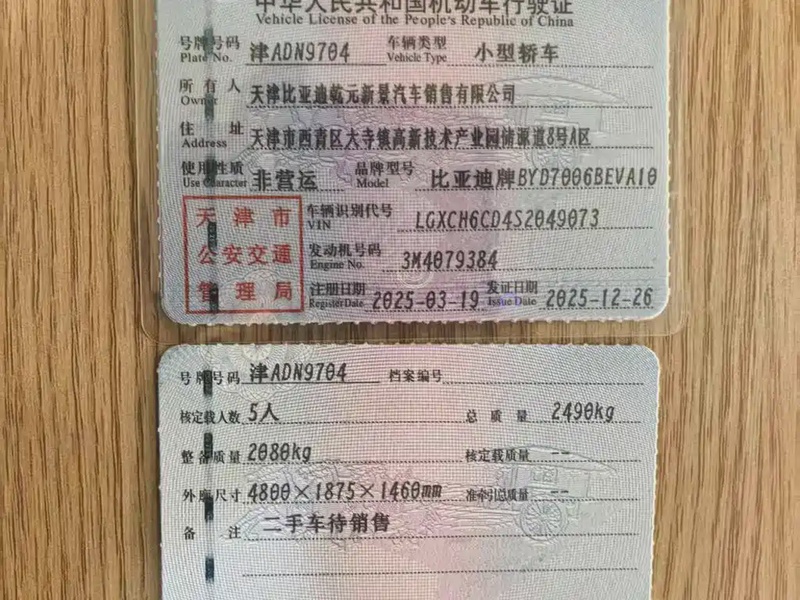 中华人民共和国机动车行驶证
Vehicle License of the People's Republic of China
号牌号码 津ADN9704 车辆类型 小型轿车
Plate No. Vehicle Type
所有人 天津比亚迪乾元新景汽车销售有限公司
Owner
住址 天津市西青区大寺镇高新技术产业园储源道8号A区
Address
使用性质 非营运 品牌型号 比亚迪牌BYD7006BEVA10
Use Character Model
天津市公安交通管理局
车辆识别代号 LGXCH6CD4S2049073
VIN
发动机号码 3M4079384
Engine No.
注册日期 2025-03-19 发证日期 2025-12-26
Register Date Issue Date
号牌号码 津ADN9704 档案编号
核定载人数 5人 总质量 2490kg
整备质量 2080kg 核定载质量 --
外廓尺寸 4800×1875×1460mm 准牵引总质量 --
备注 二手车待销售